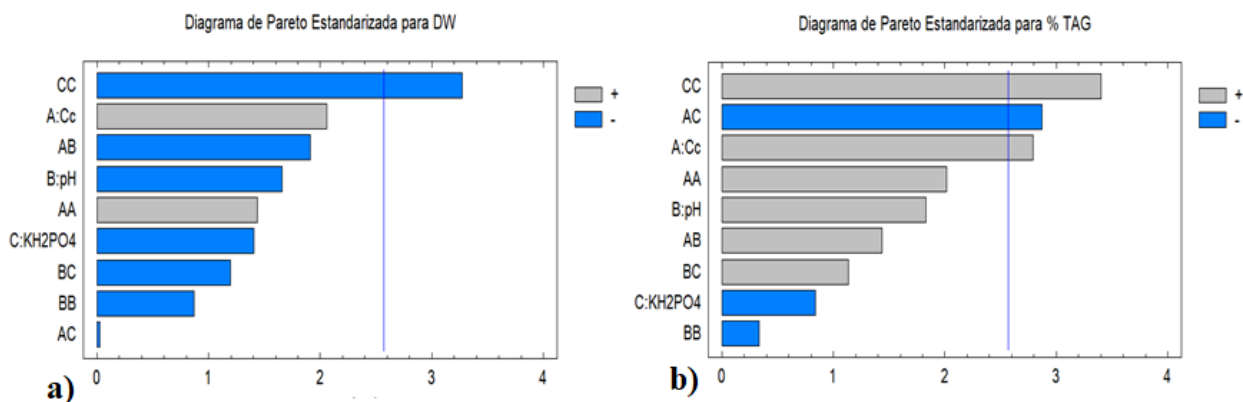 Diagrama de Pareto Estandarizada para DW
CC
A:Cc
AB
B:pH
AA
C:KH2PO4
BC
BB
AC
0 1 2 3 4
+
-
a)
Diagrama de Pareto Estandarizada para % TAG
CC
AC
A:Cc
AA
B:pH
AB
BC
C:KH2PO4
BB
0 1 2 3 4
+
-
b)